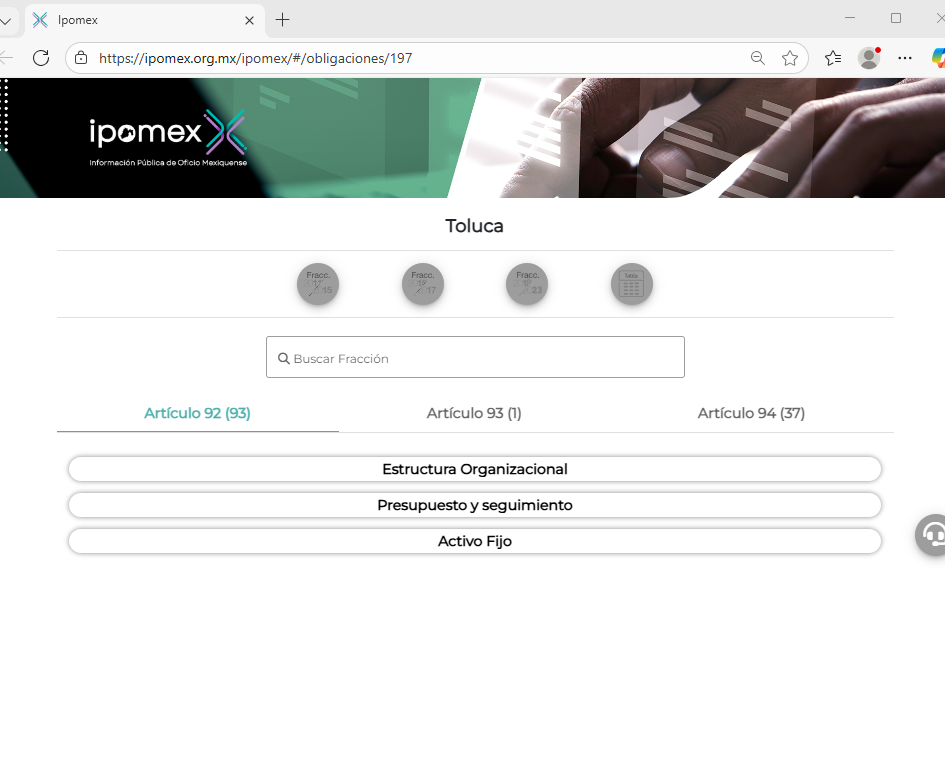 Ipomex
https://ipomex.org.mx/ipomex/#/obligaciones/197
ipomex
Información Pública de Oficio Mexiquense
Toluca
Fracc.
15
Fracc.
17
Fracc.
23
Tabla
Buscar Fracción
Artículo 92 (93)
Artículo 93 (1)
Artículo 94 (37)
Estructura Organizacional
Presupuesto y seguimiento
Activo Fijo